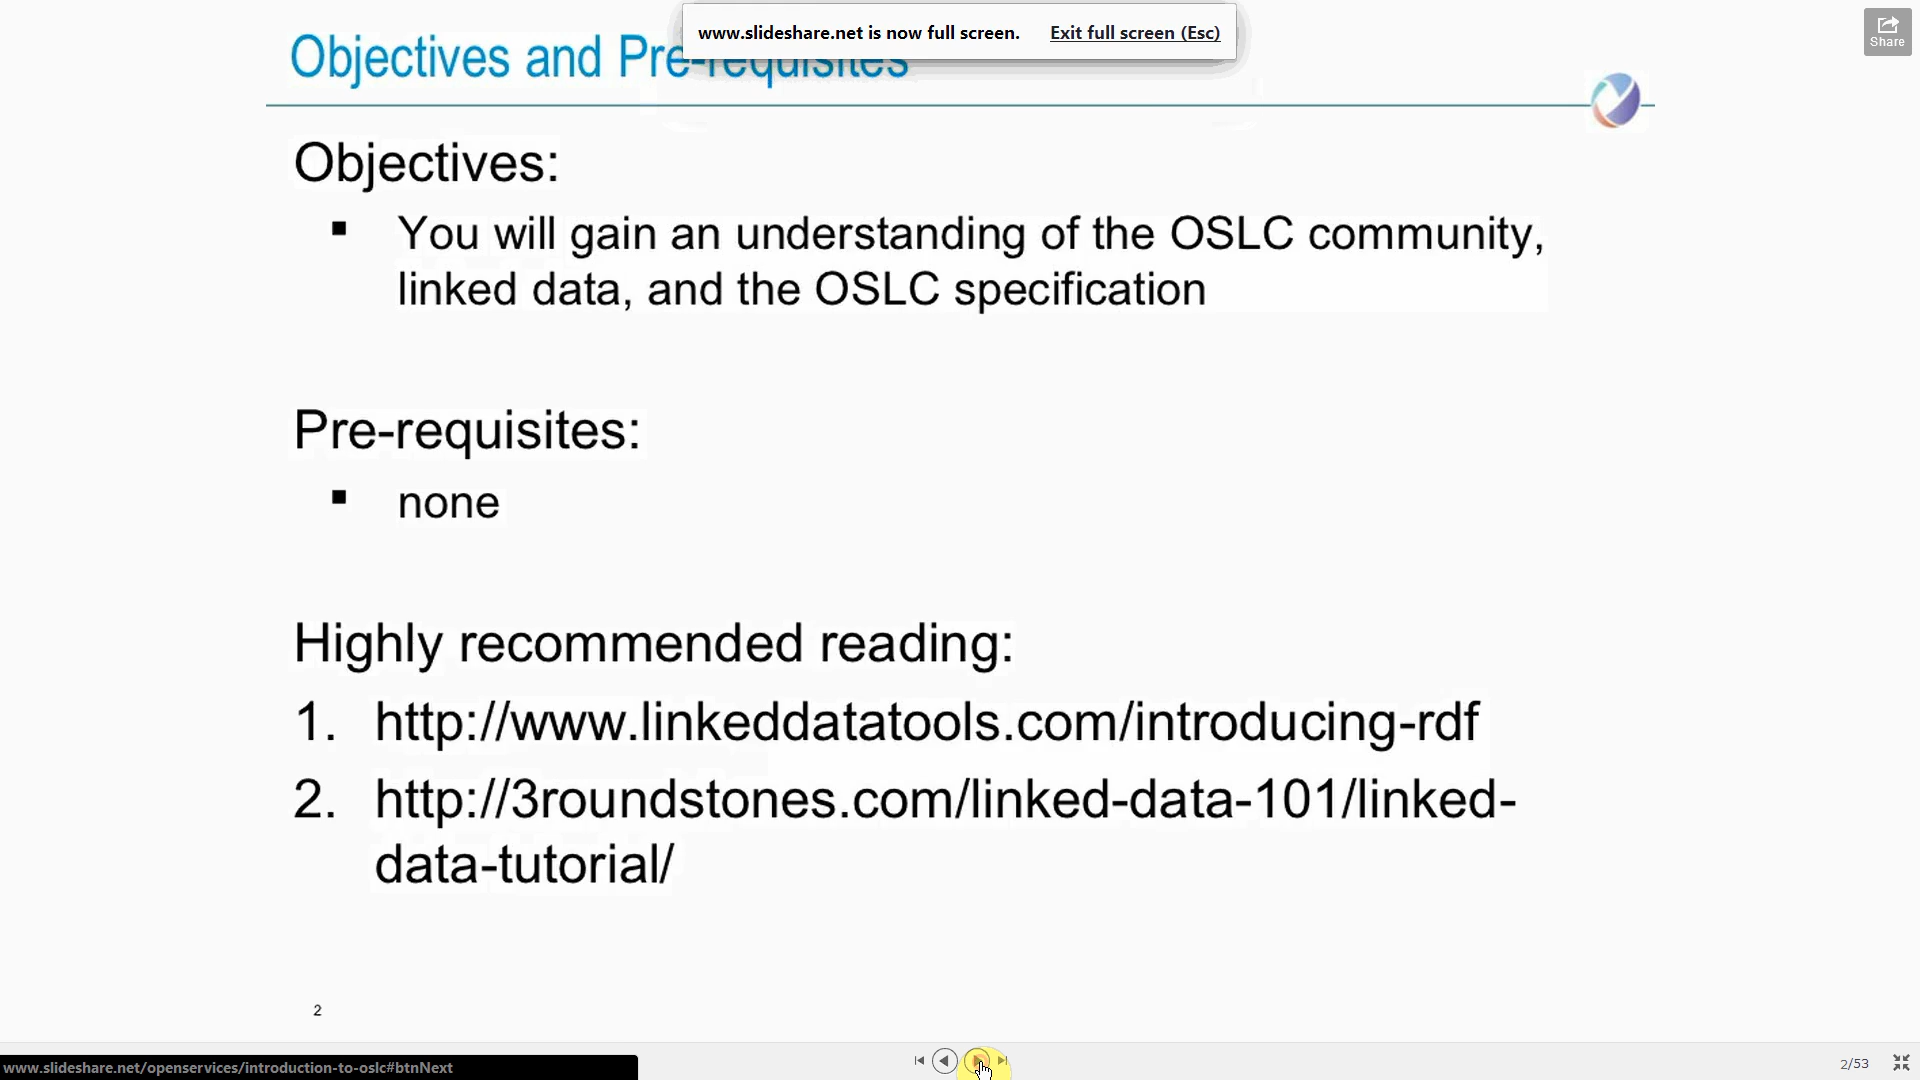 www.slideshare.net is now full screen. Exit full screen (Esc)
Share
Objectives and Pre-requisites
Objectives:
▪ You will gain an understanding of the OSLC community,
linked data, and the OSLC specification
Pre-requisites:
▪ none
Highly recommended reading:
1. http://www.linkeddatatools.com/introducing-rdf
2. http://3roundstones.com/linked-data-101/linked-
data-tutorial/
2
www.slideshare.net/openservices/introduction-to-oslc#btnNext
2/53